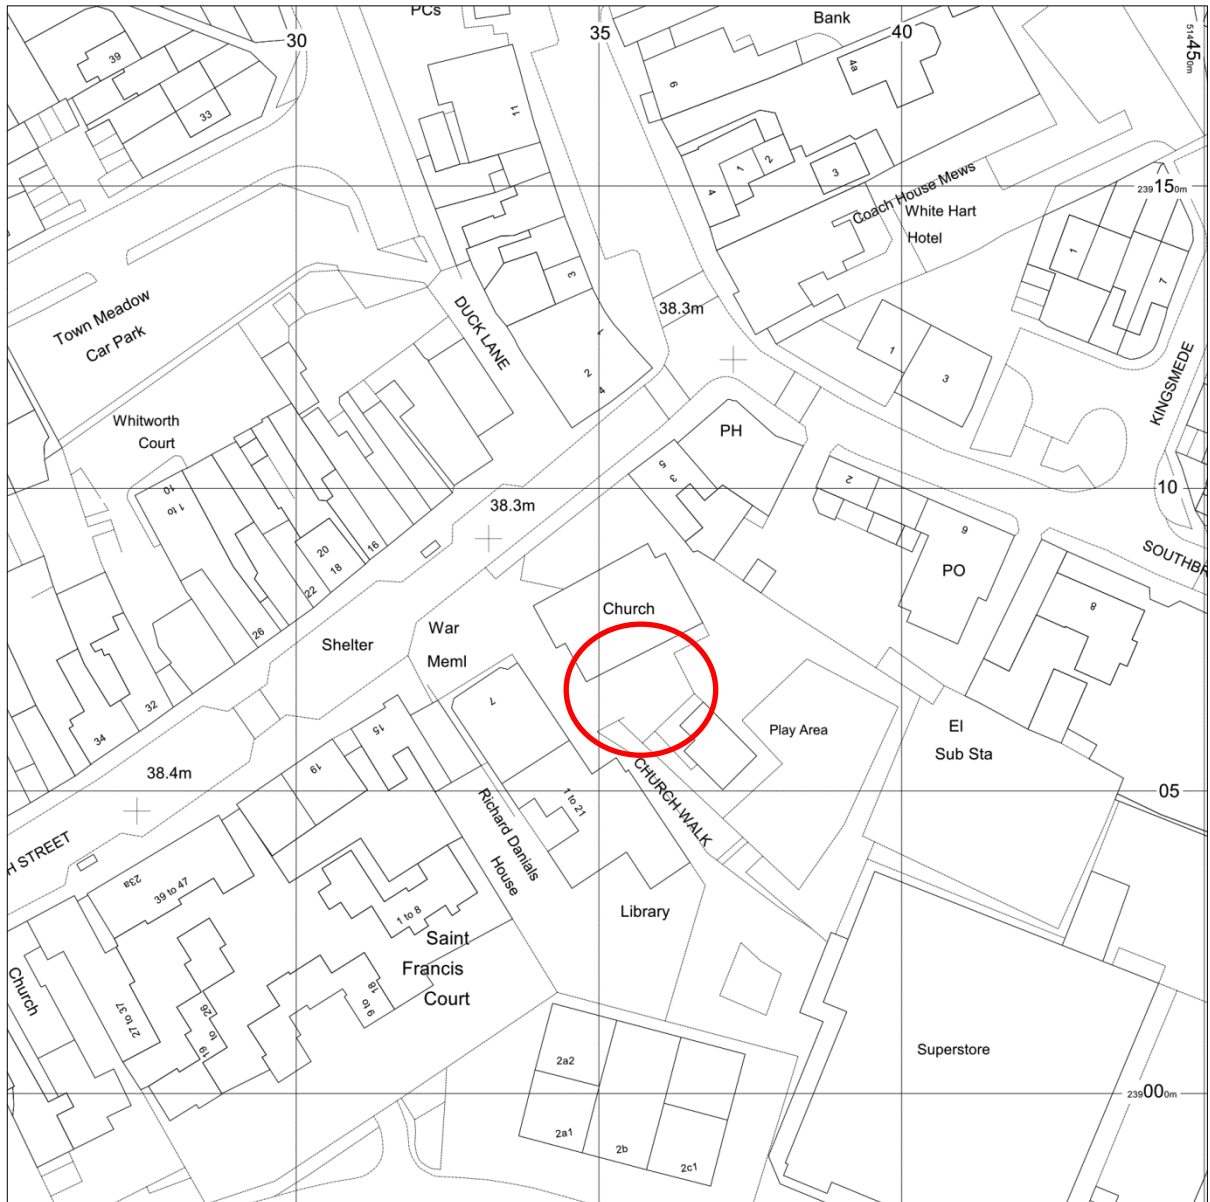 PCs
Bank
30
35
40
514450m
39
33
11
6
4a
1
2
3
4
Coach House Mews
White Hart
Hotel
239150m
1
7
3
Town Meadow
Car Park
DUCK LANE
38.3m
1
2
4
1
3
KINGSMEDE
Whitworth
Court
PH
5
3
1 to
10
38.3m
2
10
9
PO
SOUTHBR
8
20
18
16
22
26
Shelter
War
Meml
Church
7
32
34
38.4m
15
19
Play Area
El
Sub Sta
CHURCH WALK
1 to 21
05
Richard Danials
House
H STREET
23a
39 to 47
1 to 8
Library
Saint
Francis
Court
9 to
18
Church
27 to 37
19
to
26
2a2
2a1
2b
2c1
Superstore
239000m